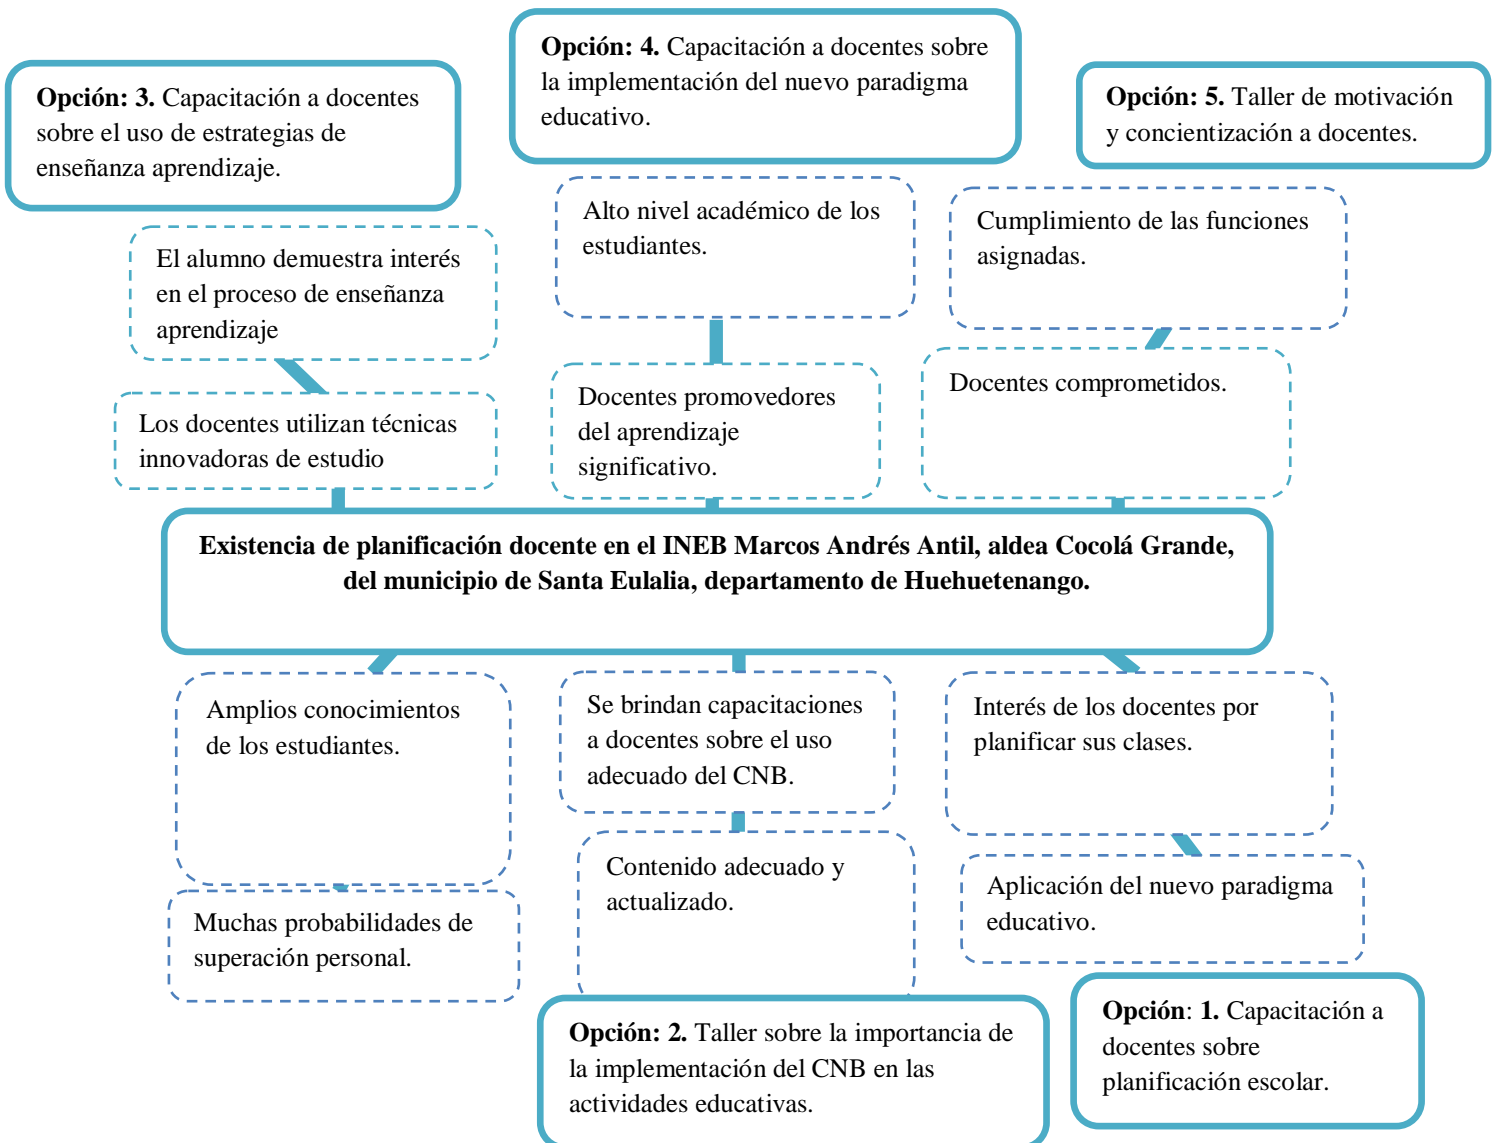 Opción: 4. Capacitación a docentes sobre
la implementación del nuevo paradigma
educativo.
Opción: 3. Capacitación a docentes
sobre el uso de estrategias de
enseñanza aprendizaje.
Opción: 5. Taller de motivación
y concientización a docentes.
El alumno demuestra interés
en el proceso de enseñanza
aprendizaje
Alto nivel académico de los
estudiantes.
Cumplimiento de las funciones
asignadas.
Los docentes utilizan técnicas
innovadoras de estudio
Docentes promovedores
del aprendizaje
significativo.
Docentes comprometidos.
Existencia de planificación docente en el INEB Marcos Andrés Antil, aldea Cocolá Grande,
del municipio de Santa Eulalia, departamento de Huehuetenango.
Amplios conocimientos
de los estudiantes.
Se brindan capacitaciones
a docentes sobre el uso
adecuado del CNB.
Interés de los docentes por
planificar sus clases.
Muchas probabilidades de
superación personal.
Contenido adecuado y
actualizado.
Aplicación del nuevo paradigma
educativo.
Opción: 2. Taller sobre la importancia de
la implementación del CNB en las
actividades educativas.
Opción: 1. Capacitación a
docentes sobre
planificación escolar.